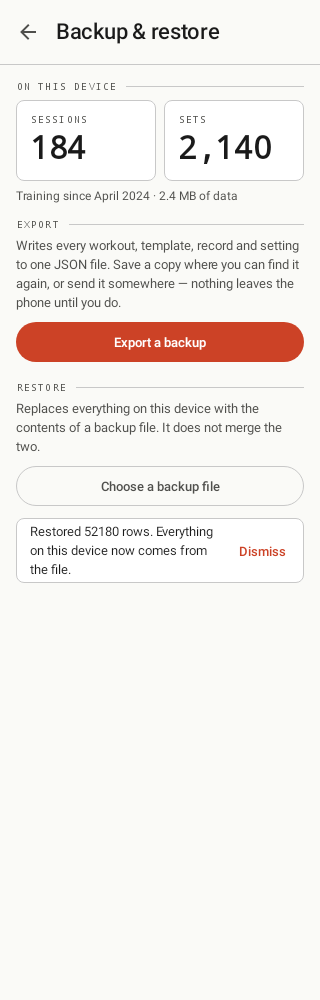 Backup & restore
ON THIS DEVICE
SESSIONS
184
SETS
2,140
Training since April 2024 · 2.4 MB of data
EXPORT
Writes every workout, template, record and setting
to one JSON file. Save a copy where you can find it
again, or send it somewhere — nothing leaves the
phone until you do.
Export a backup
RESTORE
Replaces everything on this device with the
contents of a backup file. It does not merge the
two.
Choose a backup file
Restored 52180 rows. Everything
on this device now comes from
the file.
Dismiss